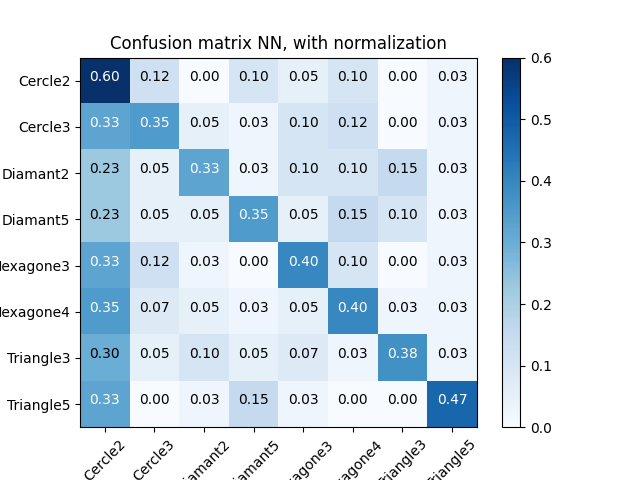 Confusion matrix NN, with normalization
Cercle2 0.60 0.12 0.00 0.10 0.05 0.10 0.00 0.03
Cercle3 0.33 0.35 0.05 0.03 0.10 0.12 0.00 0.03
Diamant2 0.23 0.05 0.33 0.03 0.10 0.10 0.15 0.03
Diamant5 0.23 0.05 0.05 0.35 0.05 0.15 0.10 0.03
exagone3 0.33 0.12 0.03 0.00 0.40 0.10 0.00 0.03
exagone4 0.35 0.07 0.05 0.03 0.05 0.40 0.03 0.03
Triangle3 0.30 0.05 0.10 0.05 0.07 0.03 0.38 0.03
Triangle5 0.33 0.00 0.03 0.15 0.03 0.00 0.00 0.47
Cercle2 Cercle3 iamant2 iamant5 xagone3 xagone4 riangle3 riangle5
0.6
0.5
0.4
0.3
0.2
0.1
0.0